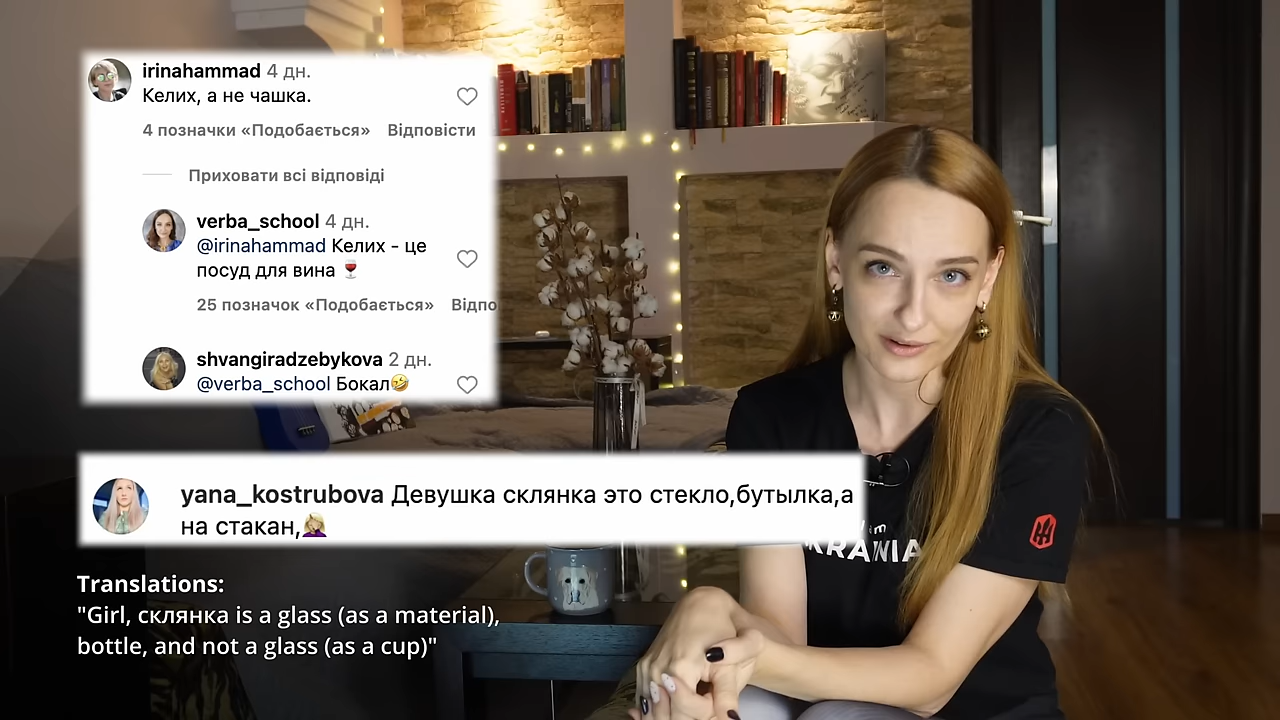 irinahammad 4 дн.
Келих, а не чашка.
4 позначки «Подобається» Відповісти
Приховати всі відповіді
verba_school 4 дн.
@irinahammad Келих - це
посуд для вина 🍷
25 позначок «Подобається»
shvangiradzebykova 2 дн.
@verba_school Бокал🤣
yana_kostrubova Девушка склянка это стекло,бутылка,а
на стакан,🤦🏼‍♀️
Translations:
"Girl, склянка is a glass (as a material),
bottle, and not a glass (as a cup)"